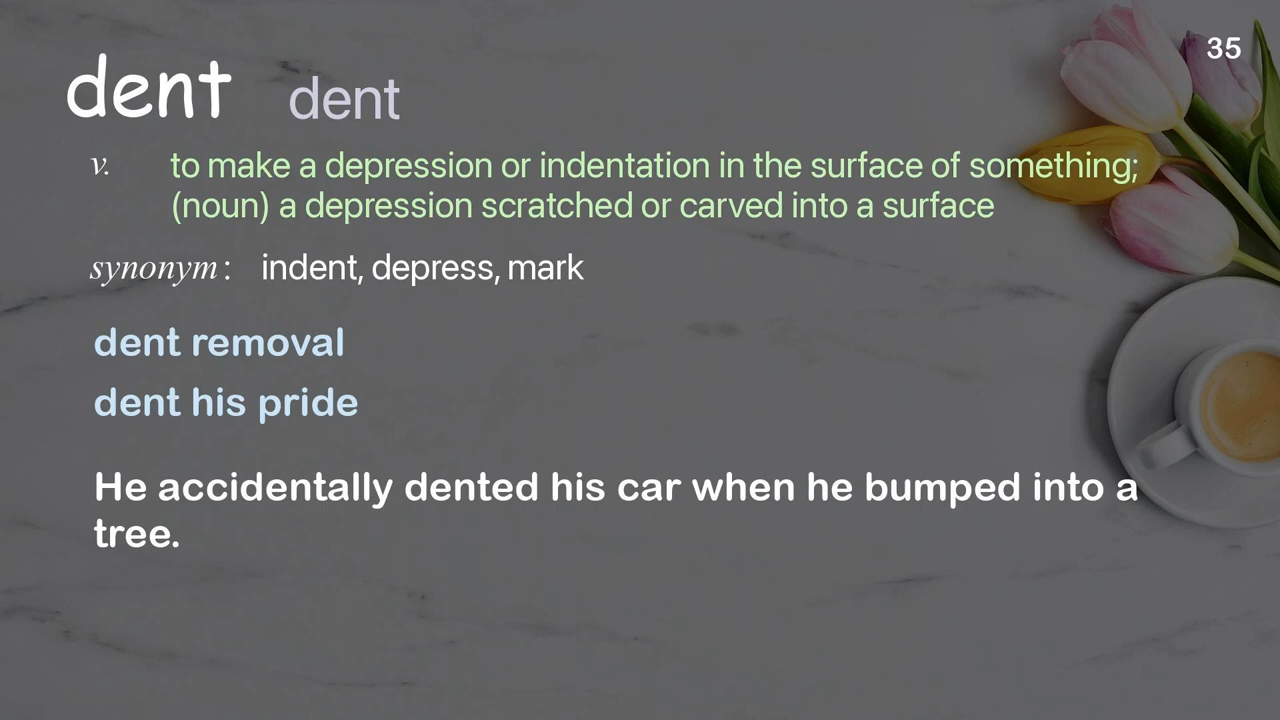 35
dent dent
v. to make a depression or indentation in the surface of something;
(noun) a depression scratched or carved into a surface
synonym: indent, depress, mark
dent removal
dent his pride
He accidentally dented his car when he bumped into a
tree.